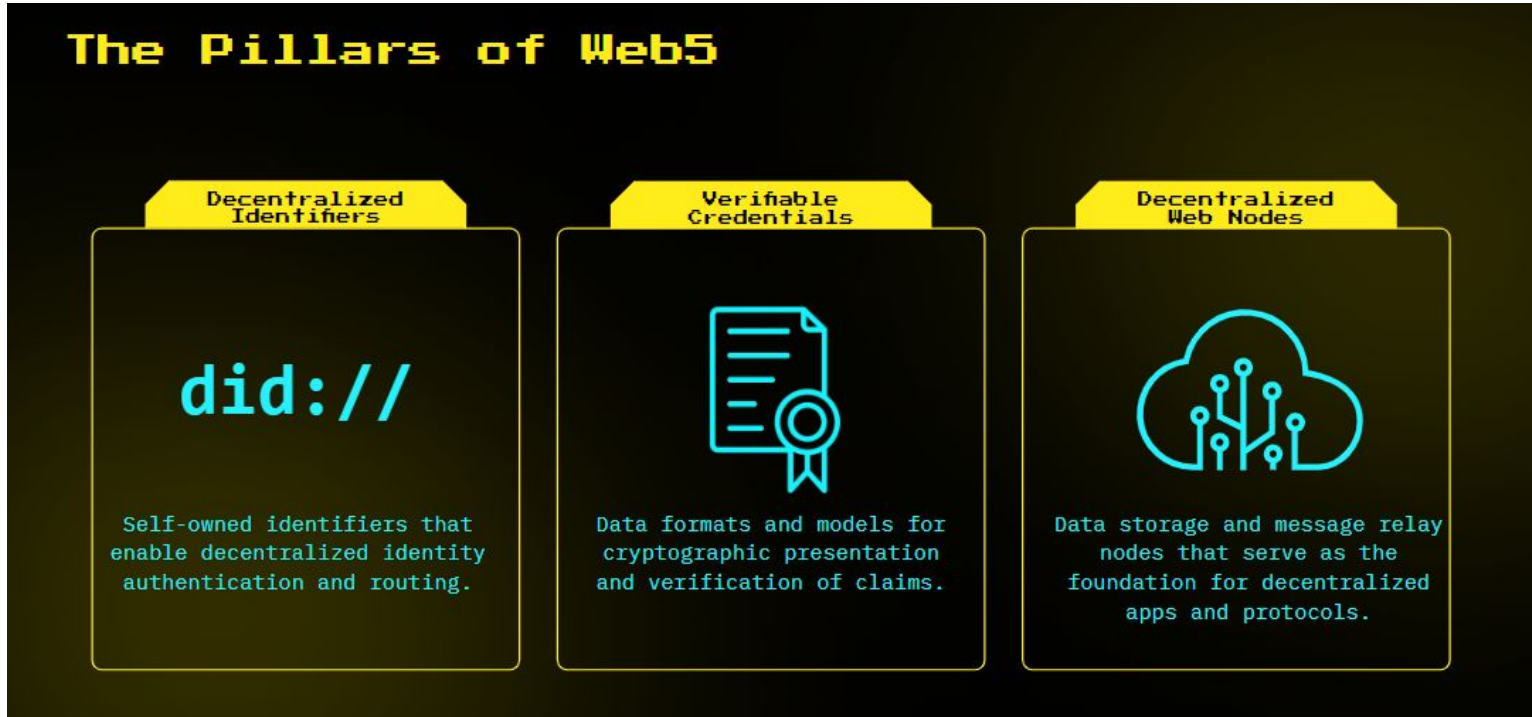 The Pillars of Web5
Decentralized
Identifiers
did://
Self-owned identifiers that
enable decentralized identity
authentication and routing.
Verifiable
Credentials
Data formats and models for
cryptographic presentation
and verification of claims.
Decentralized
Web Nodes
Data storage and message relay
nodes that serve as the
foundation for decentralized
apps and protocols.